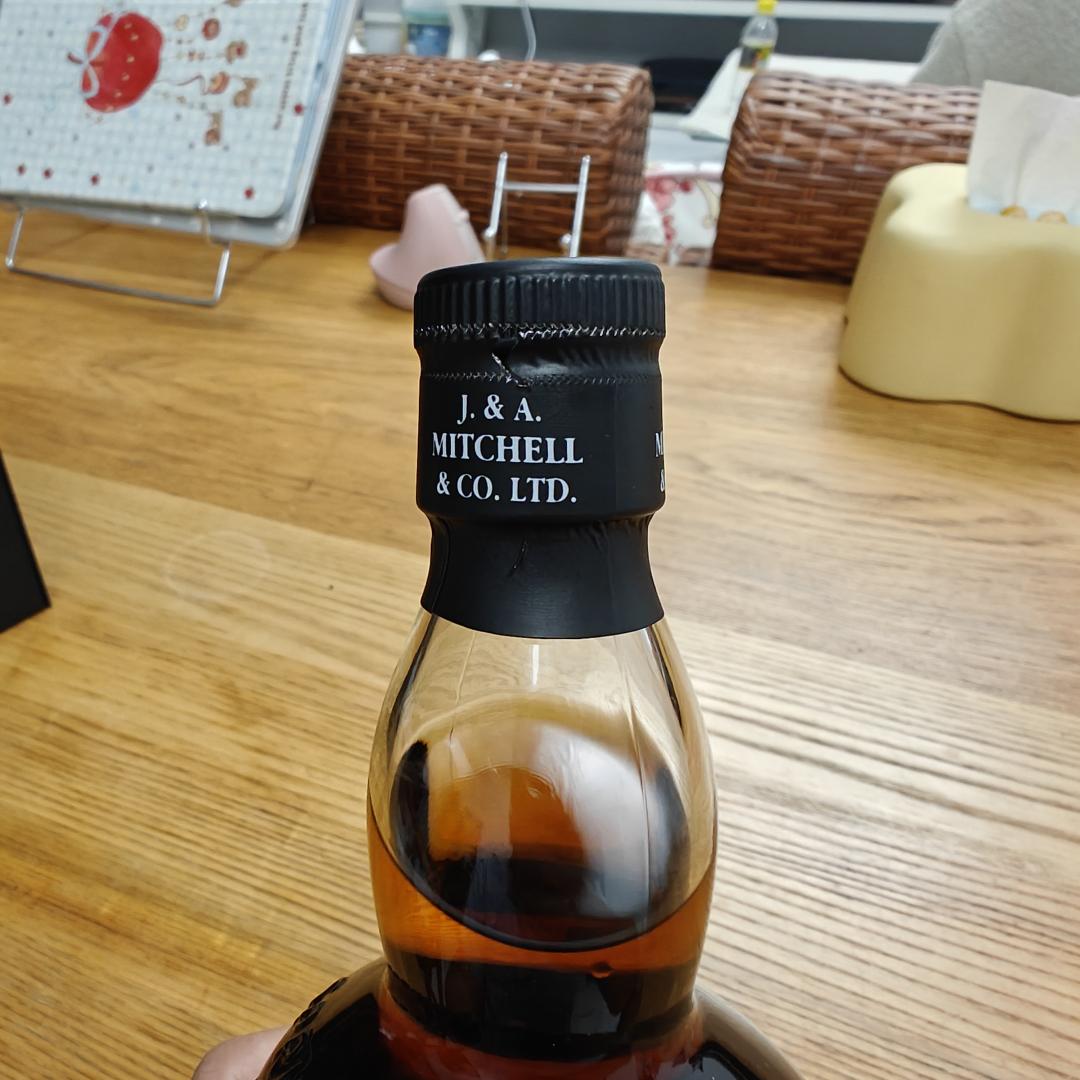 J. & A.
MITCHELL
& CO. LTD.
M
&